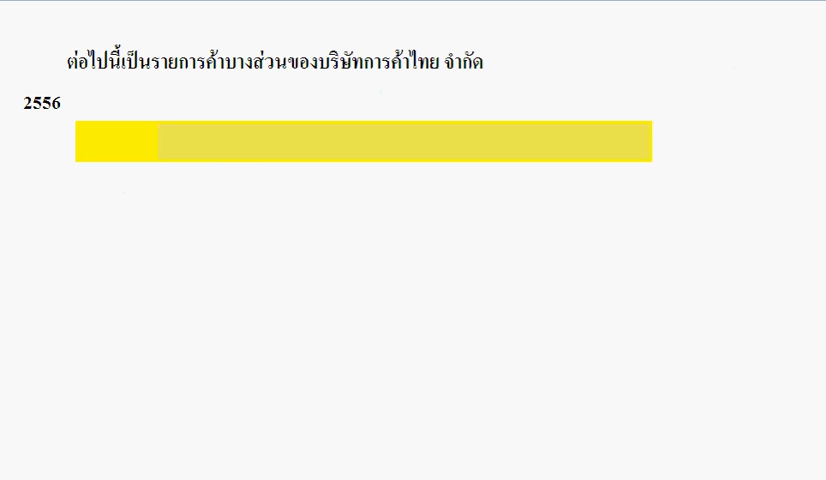 ต่อไปนี้เป็นรายการค้าบางส่วนของบริษัทการค้าไทย จำกัด
2556